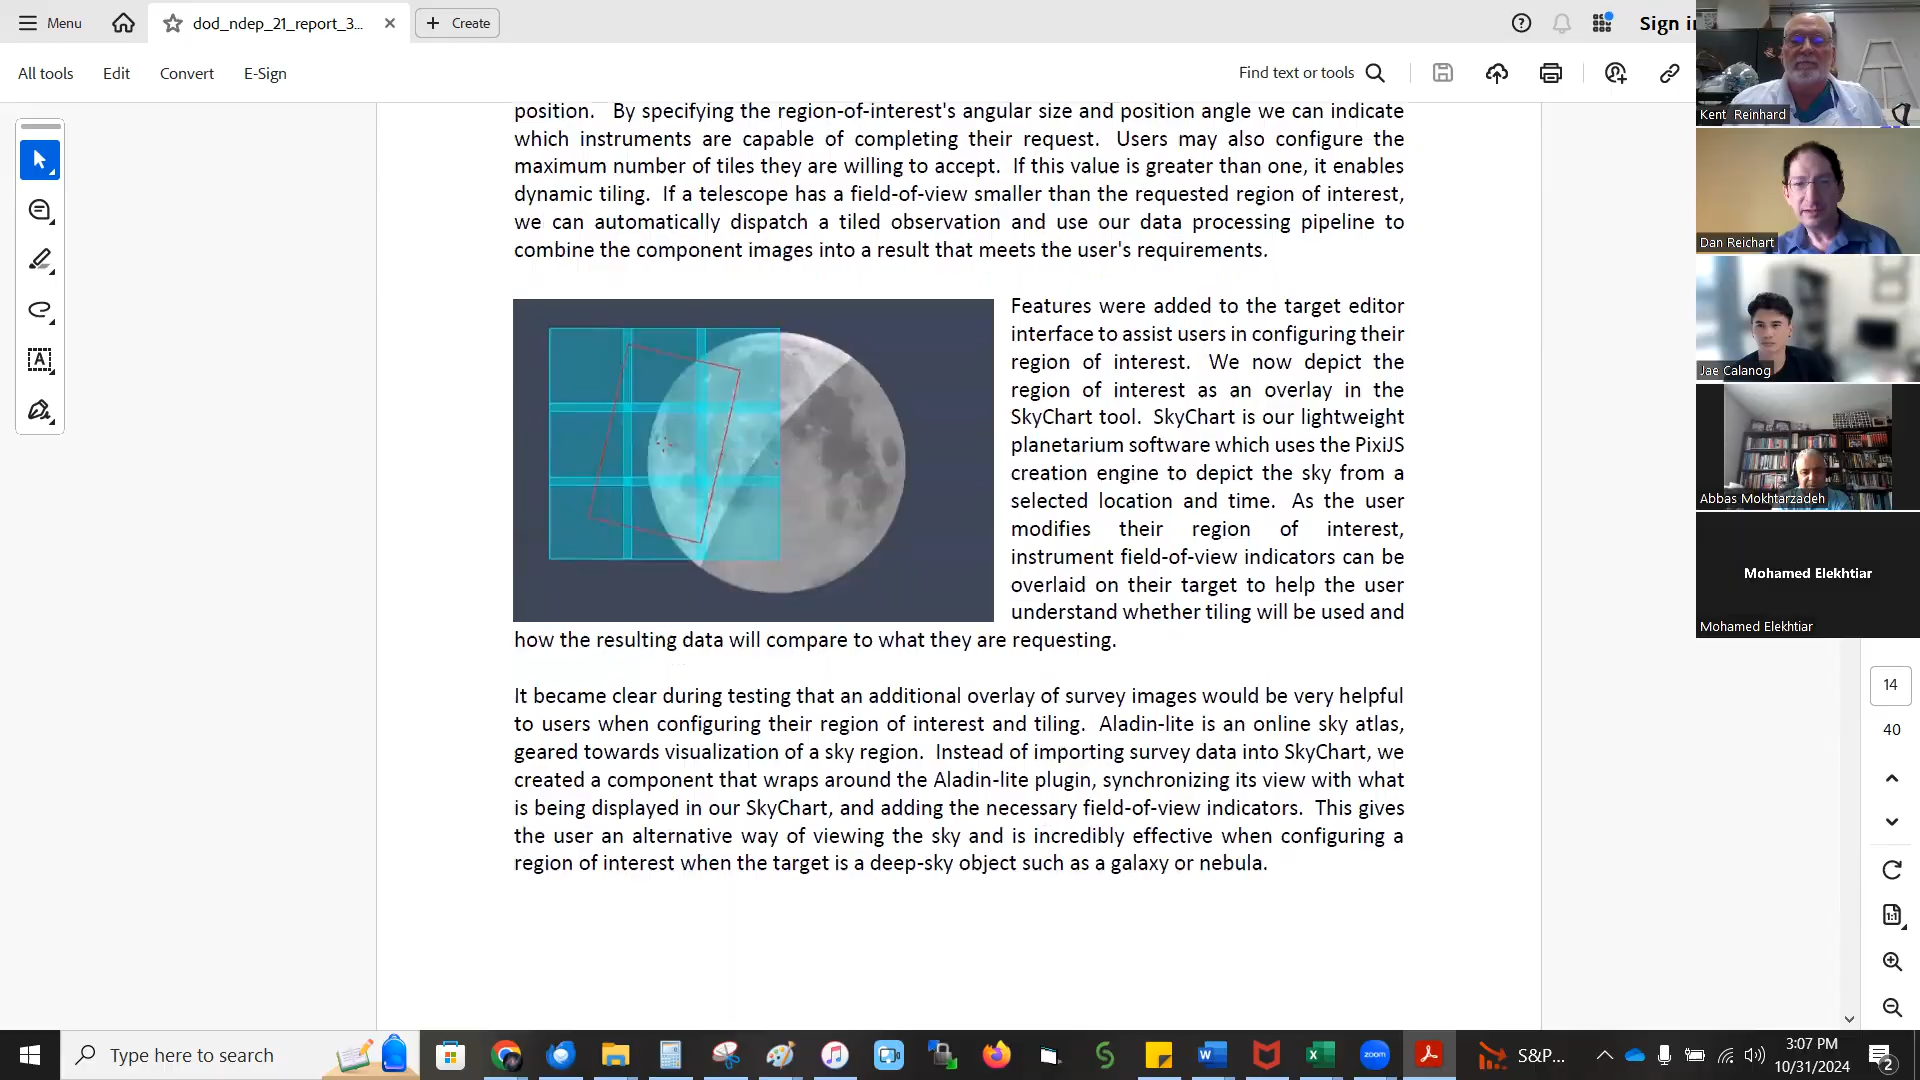 Menu
dod_ndep_21_report_3...
Create
Sign i
All tools
Edit
Convert
E-Sign
Find text or tools
position. By specifying the region-of-interest's angular size and position angle we can indicate
which instruments are capable of completing their request. Users may also configure the
maximum number of tiles they are willing to accept. If this value is greater than one, it enables
dynamic tiling. If a telescope has a field-of-view smaller than the requested region of interest,
we can automatically dispatch a tiled observation and use our data processing pipeline to
combine the component images into a result that meets the user's requirements.
Features were added to the target editor
interface to assist users in configuring their
region of interest. We now depict the
region of interest as an overlay in the
SkyChart tool. SkyChart is our lightweight
planetarium software which uses the PixiJS
creation engine to depict the sky from a
selected location and time. As the user
modifies their region of interest,
instrument field-of-view indicators can be
overlaid on their target to help the user
understand whether tiling will be used and
how the resulting data will compare to what they are requesting.
It became clear during testing that an additional overlay of survey images would be very helpful
to users when configuring their region of interest and tiling. Aladin-lite is an online sky atlas,
geared towards visualization of a sky region. Instead of importing survey data into SkyChart, we
created a component that wraps around the Aladin-lite plugin, synchronizing its view with what
is being displayed in our SkyChart, and adding the necessary field-of-view indicators. This gives
the user an alternative way of viewing the sky and is incredibly effective when configuring a
region of interest when the target is a deep-sky object such as a galaxy or nebula.
Kent Reinhard
Dan Reichart
Jae Calanog
Abbas Mokhtarzadeh
Mohamed Elekhtiar
Mohamed Elekhtiar
14
40
1:1
Type here to search
zoom
S&P...
3:07 PM
10/31/2024
2